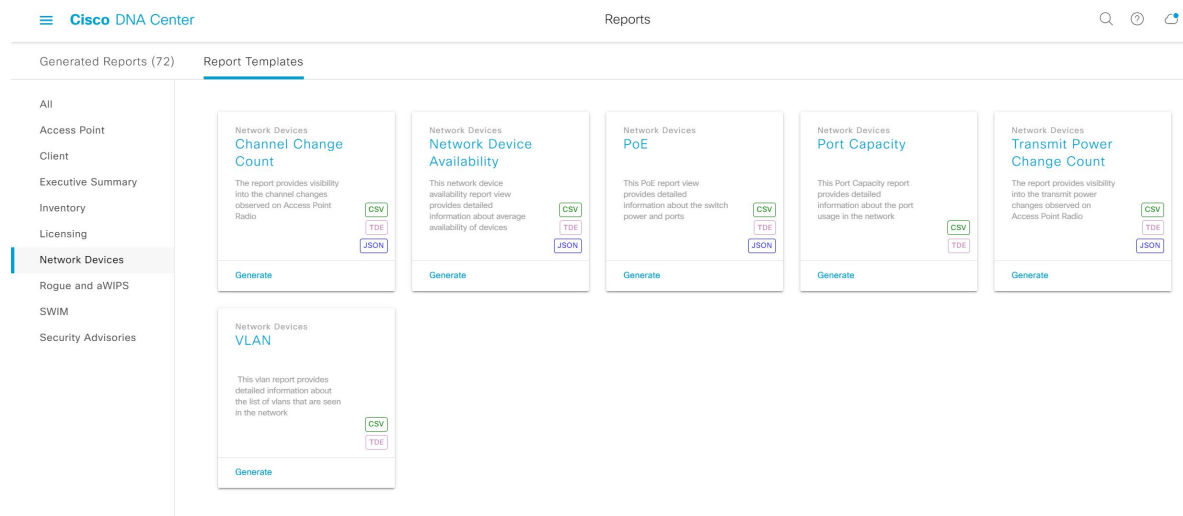 Cisco DNA Center
Reports
Generated Reports (72)
Report Templates
All
Access Point
Client
Executive Summary
Inventory
Licensing
Network Devices
Rogue and aWIPS
SWIM
Security Advisories
Network Devices
Channel Change
Count
The report provides visibility
into the channel changes
observed on Access Point
Radio
CSV
TDE
JSON
Generate
Network Devices
Network Device
Availability
This network device
availability report view
provides detailed
information about average
availability of devices
CSV
TDE
JSON
Generate
Network Devices
PoE
This PoE report view
provides detailed
information about the switch
power and ports
CSV
TDE
JSON
Generate
Network Devices
Port Capacity
This Port Capacity report
provides detailed
information about the port
usage in the network
CSV
TDE
Generate
Network Devices
Transmit Power
Change Count
The report provides visibility
into the transmit power
changes observed on
Access Point Radio
CSV
TDE
JSON
Generate
Network Devices
VLAN
This vlan report provides
detailed information about
the list of vlans that are seen
in the network
CSV
TDE
Generate